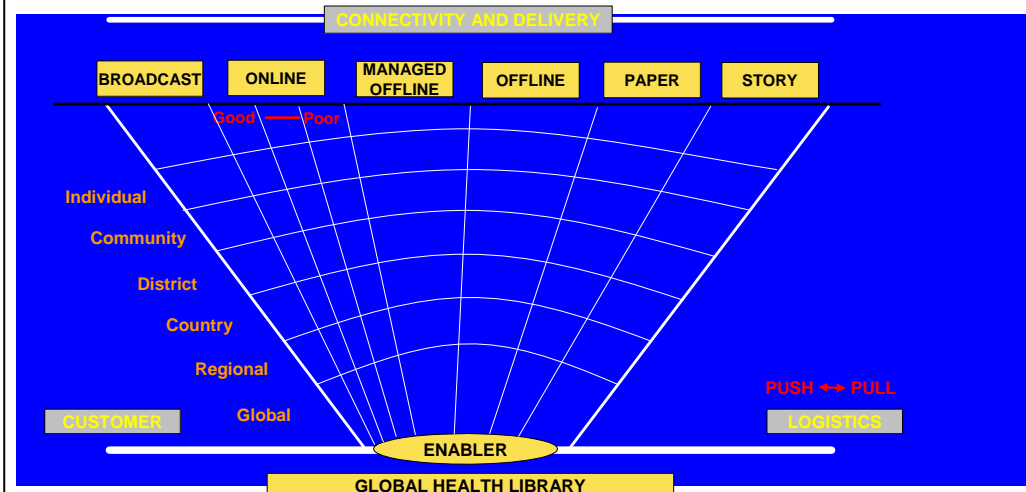 CONNECTIVITY AND DELIVERY
BROADCAST
ONLINE
MANAGED
OFFLINE
OFFLINE
PAPER
STORY
Good
Poor
Individual
Community
District
Country
Regional
Global
PUSH
PULL
CUSTOMER
LOGISTICS
ENABLER
GLOBAL HEALTH LIBRARY